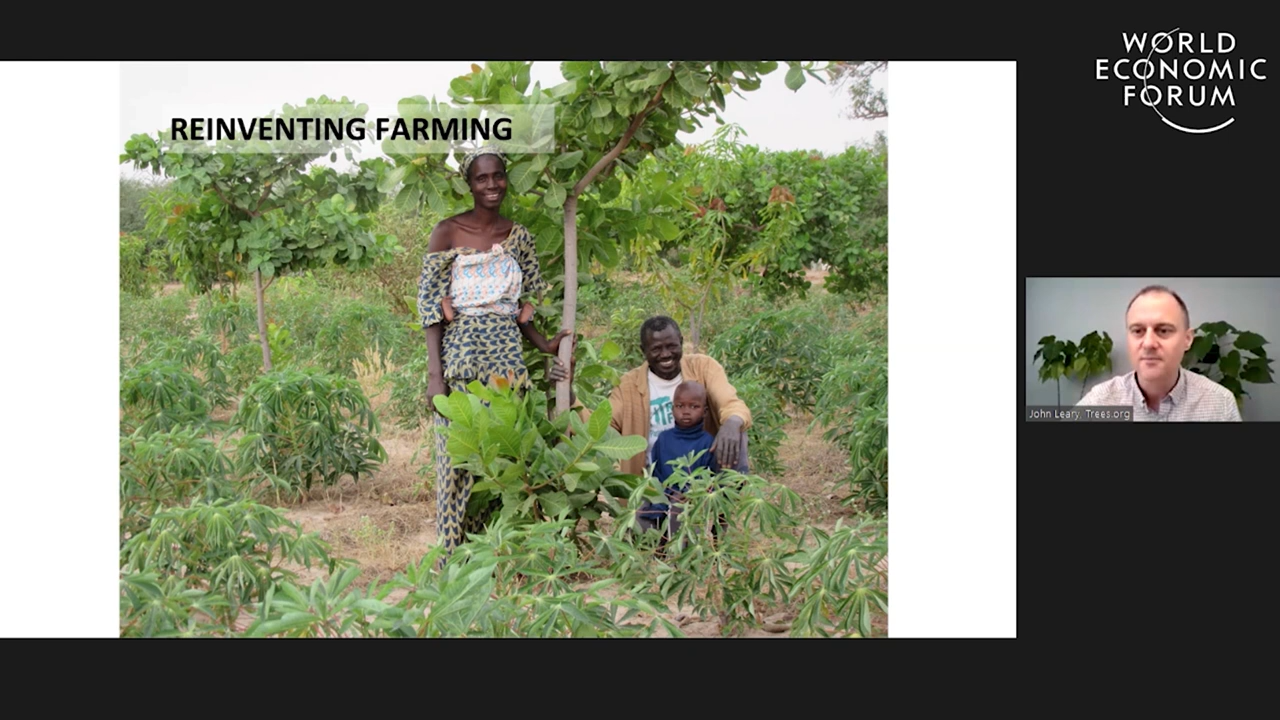 REINVENTING FARMING
WORLD
ECONOMIC
FORUM
John Leary, Trees.org